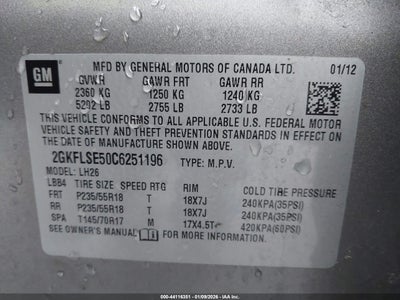 GM
MFD BY GENERAL MOTORS OF CANADA LTD. 01/12
GVWR GAWR FRT GAWR RR
2360 KG 1250 KG 1240 KG
5202 LB 2755 LB 2733 LB
THIS VEHICLE CONFORMS TO ALL APPLICABLE U.S. FEDERAL
MOTOR VEHICLE SAFETY, BUMPER, AND THEFT PREVENTION
STANDARDS IN EFFECT ON THE DATE OF MANUFACTURE
SHOWN ABOVE.
2GKFLSE50C6251196 TYPE: M.P.V.
MODEL: LH26
LBB4 TIRE SIZE SPEED RTG RIM COLD TIRE PRESSURE
FRT P235/55R18 T 18X7J 240KPA(35PSI)
RR P235/55R18 T 18X7J 240KPA(35PSI)
SPA T145/70R17 M 17X4.5T 420KPA(60PSI)
SEE OWNER'S MANUAL FOR MORE INFORMATION.
000-44116351 - 01/09/2026 - IAAI - Copart